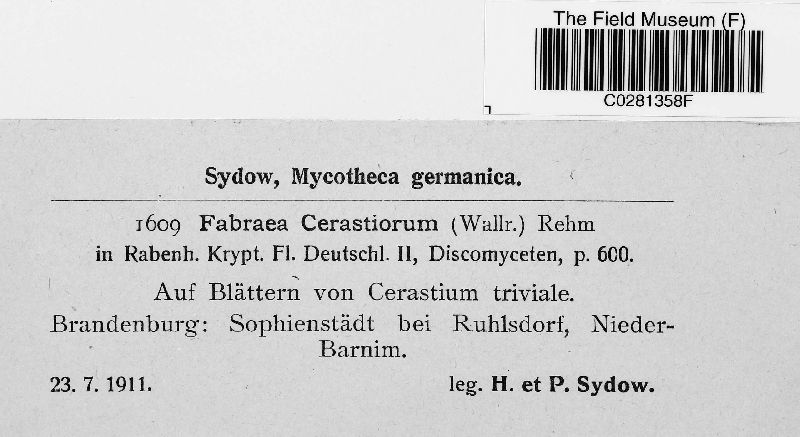 The Field Museum (F)
C0281358F
Sydow, Mycotheca germanica.
1609 Fabraea Cerastiorum (Wallr.) Rehm
in Rabenh. Krypt. Fl. Deutschl. II, Discomyceten, p. 600.
Auf Blättern von Cerastium triviale.
Brandenburg: Sophienstädt bei Ruhlsdorf, Nieder-
Barnim.
23. 7. 1911. leg. H. et P. Sydow.